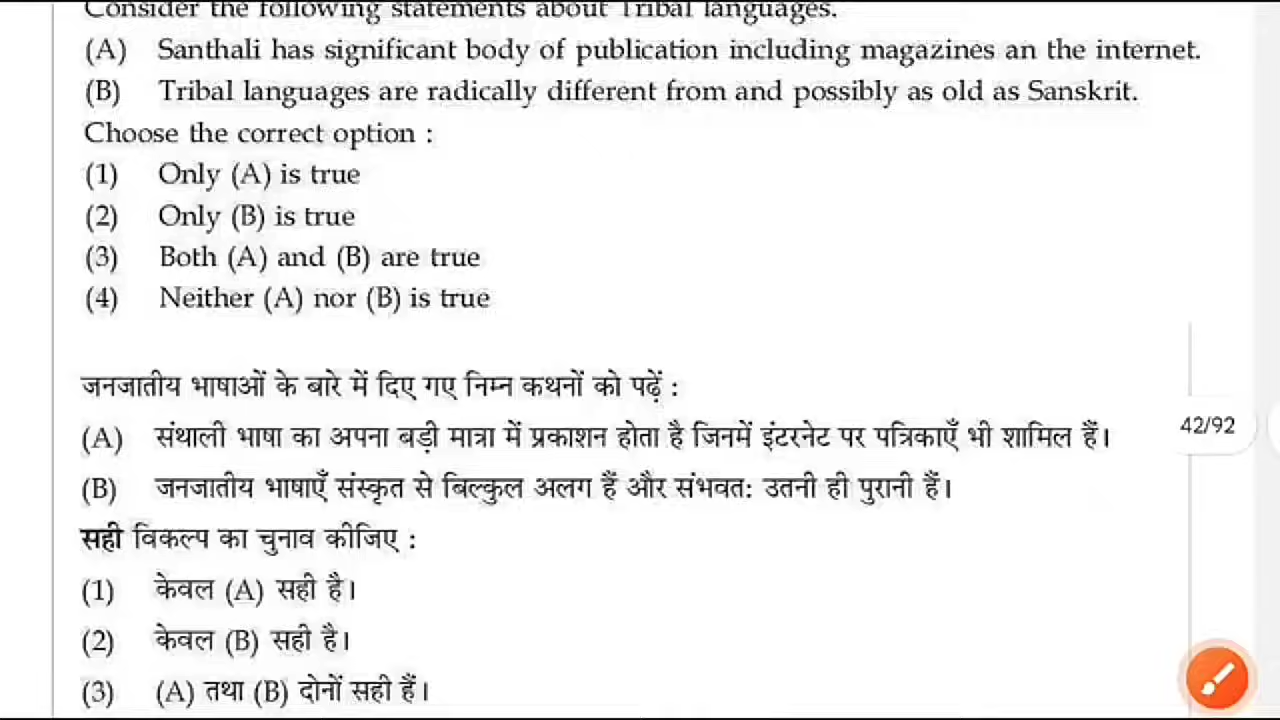 Consider the following statements about Tribal languages.
(A) Santhali has significant body of publication including magazines an the internet.
(B) Tribal languages are radically different from and possibly as old as Sanskrit.
Choose the correct option :
(1) Only (A) is true
(2) Only (B) is true
(3) Both (A) and (B) are true
(4) Neither (A) nor (B) is true
जनजातीय भाषाओं के बारे में दिए गए निम्न कथनों को पढ़ें :
(A) संथाली भाषा का अपना बड़ी मात्रा में प्रकाशन होता है जिनमें इंटरनेट पर पत्रिकाएँ भी शामिल हैं।
42/92
(B) जनजातीय भाषाएँ संस्कृत से बिल्कुल अलग हैं और संभवतः उतनी ही पुरानी हैं।
सही विकल्प का चुनाव कीजिए :
(1) केवल (A) सही है।
(2) केवल (B) सही है।
(3) (A) तथा (B) दोनों सही हैं।